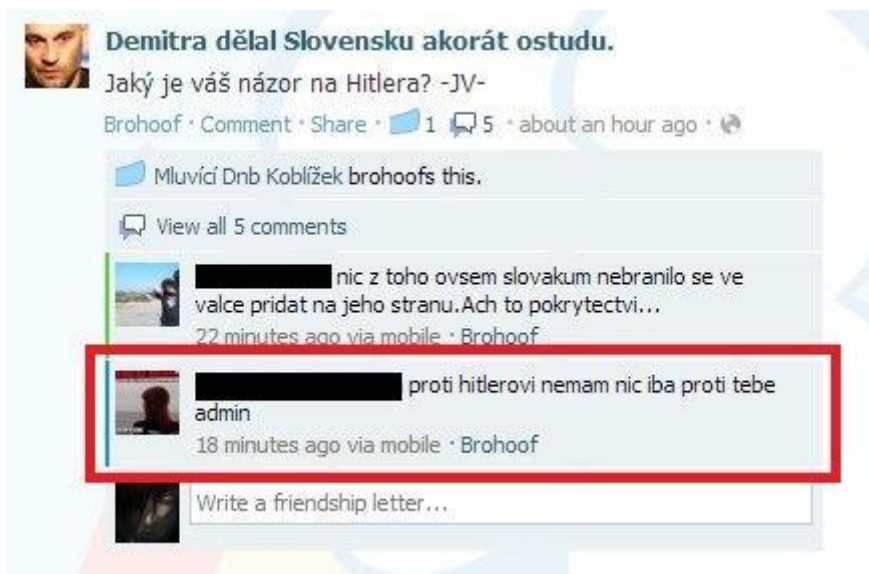 Demitra dělal Slovensku akorát ostudu.
Jaký je váš názor na Hitlera? -JV-
Brohoof · Comment · Share · 1 5 · about an hour ago ·
Mluvící Dnb Koblížek brohoofs this.
View all 5 comments
nic z toho ovsem slovakum nebranilo se ve
valce pridat na jeho stranu.Ach to pokrytectvi...
22 minutes ago via mobile · Brohoof
proti hitlerovi nemam nic iba proti tebe
admin
18 minutes ago via mobile · Brohoof
Write a friendship letter...